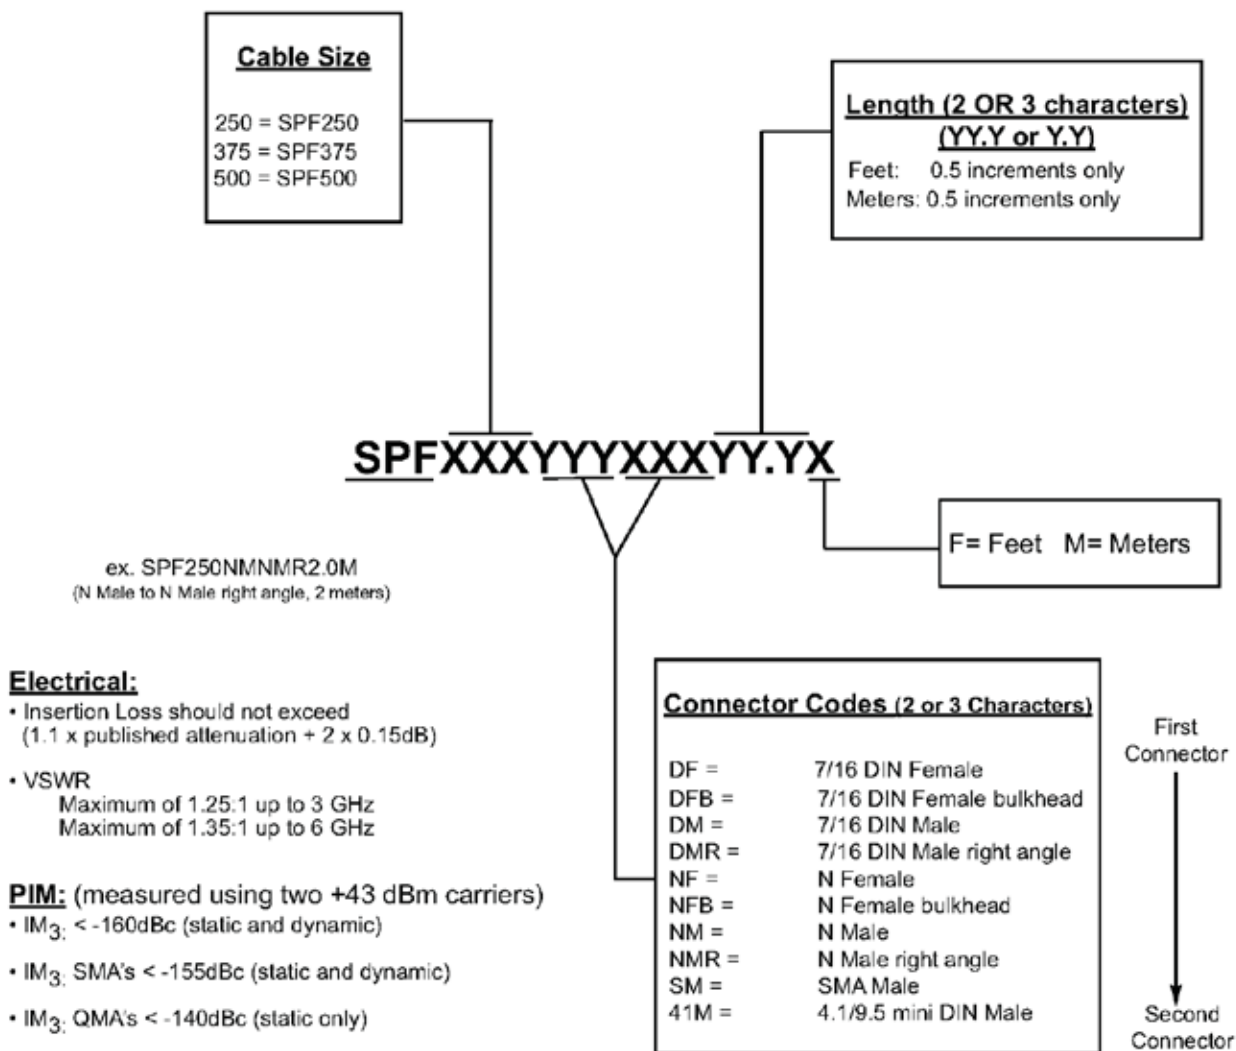 Cable Size
250 = SPF250
375 = SPF375
500 = SPF500
Length (2 OR 3 characters)
(YY.Y or Y.Y)
Feet: 0.5 increments only
Meters: 0.5 increments only
SPFXXXYYYXXXYY.YX
F= Feet M= Meters
ex. SPF250NMNMR2.0M
(N Male to N Male right angle, 2 meters)
Electrical:
• Insertion Loss should not exceed
(1.1 x published attenuation + 2 x 0.15dB)
• VSWR
Maximum of 1.25:1 up to 3 GHz
Maximum of 1.35:1 up to 6 GHz
PIM: (measured using two +43 dBm carriers)
• IM3: < -160dBc (static and dynamic)
• IM3: SMA's < -155dBc (static and dynamic)
• IM3: QMA's < -140dBc (static only)
Connector Codes (2 or 3 Characters)
DF = 7/16 DIN Female
DFB = 7/16 DIN Female bulkhead
DM = 7/16 DIN Male
DMR = 7/16 DIN Male right angle
NF = N Female
NFB = N Female bulkhead
NM = N Male
NMR = N Male right angle
SM = SMA Male
41M = 4.1/9.5 mini DIN Male
First
Connector
Second
Connector